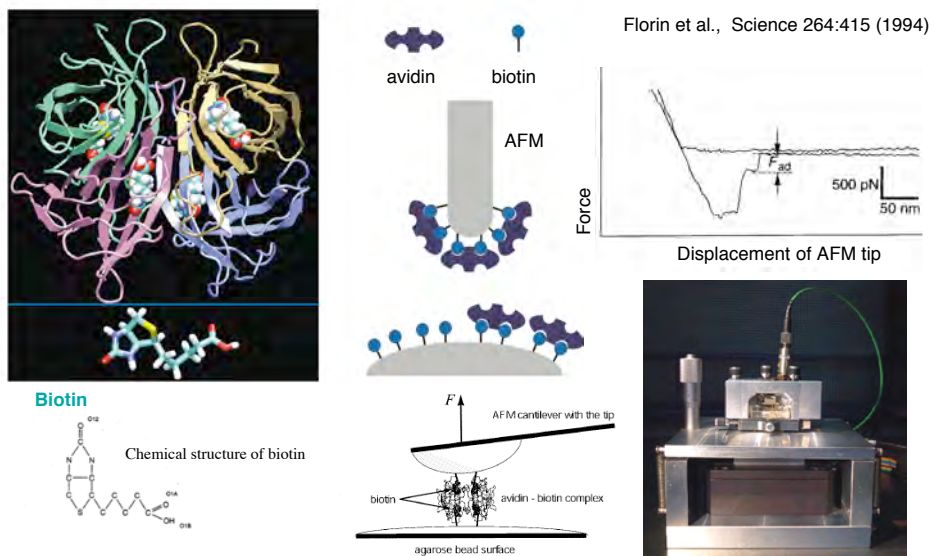 Florin et al., Science 264:415 (1994)
avidin
biotin
AFM
Force
F ad
500 pN
50 nm
Displacement of AFM tip
Biotin
O12
O
C
N
N
C
C
C
S
C
C
C
C
C
C
O1A
O
OH
O1B
Chemical structure of biotin
F
AFM cantilever with the tip
biotin
avidin - biotin complex
agarose bead surface